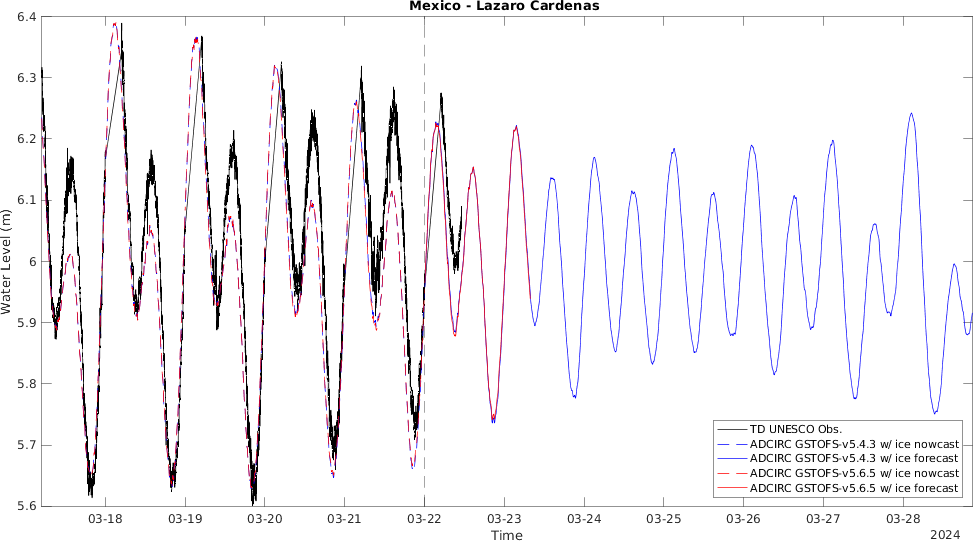 Mexico - Lazaro Cardenas
6.4
6.3
6.2
6.1
6
5.9
5.8
5.7
5.6
Water Level (m)
TD UNESCO Obs.
ADCIRC GSTOFS-v5.4.3 w/ ice nowcast
ADCIRC GSTOFS-v5.4.3 w/ ice forecast
ADCIRC GSTOFS-v5.6.5 w/ ice nowcast
ADCIRC GSTOFS-v5.6.5 w/ ice forecast
03-18 03-19 03-20 03-21 03-22 03-23 03-24 03-25 03-26 03-27 03-28
Time
2024